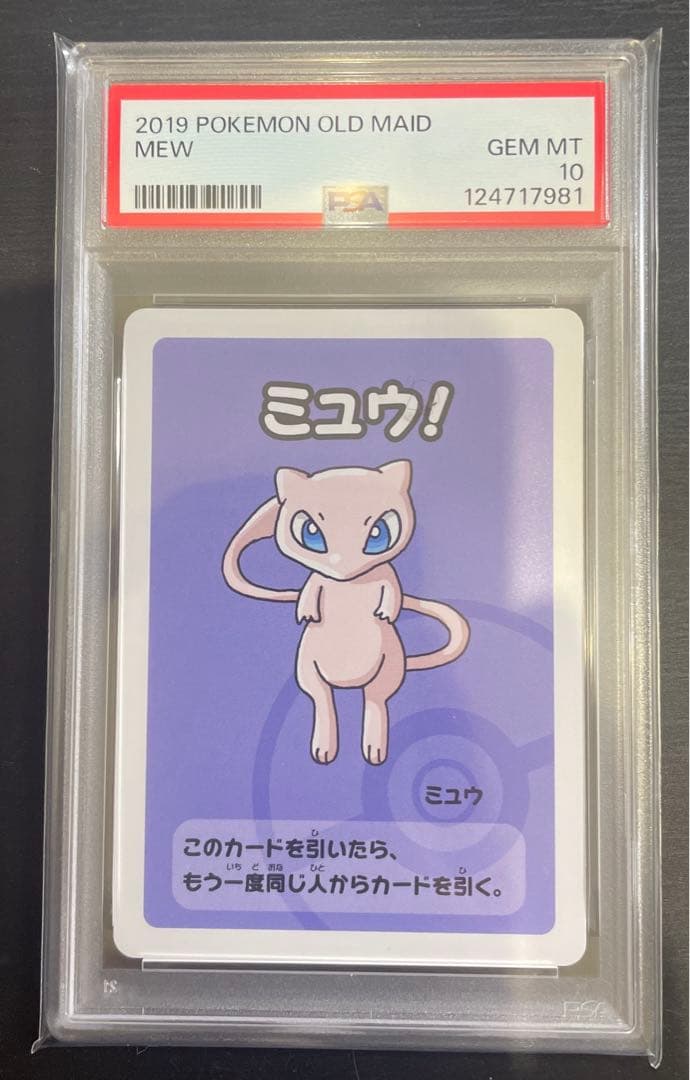 2019 POKEMON OLD MAID
MEW GEM MT
10
PSA 124717981
ミュウ!
ミュウ
このカードを引いたら、
もう一度同じ人からカードを引く。
PSA